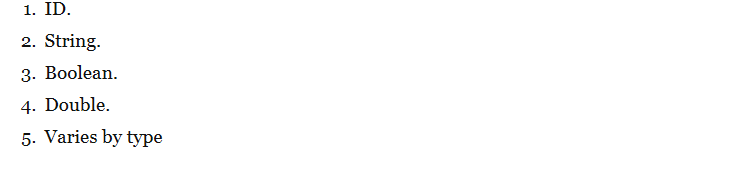 1. ID.
2. String.
3. Boolean.
4. Double.
5. Varies by type